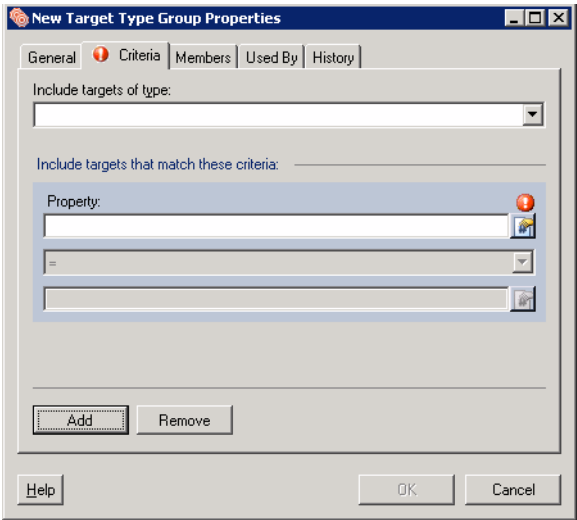 New Target Type Group Properties
General Criteria Members Used By History
Include targets of type:
Include targets that match these criteria:
Property:
=
Add Remove
Help OK Cancel